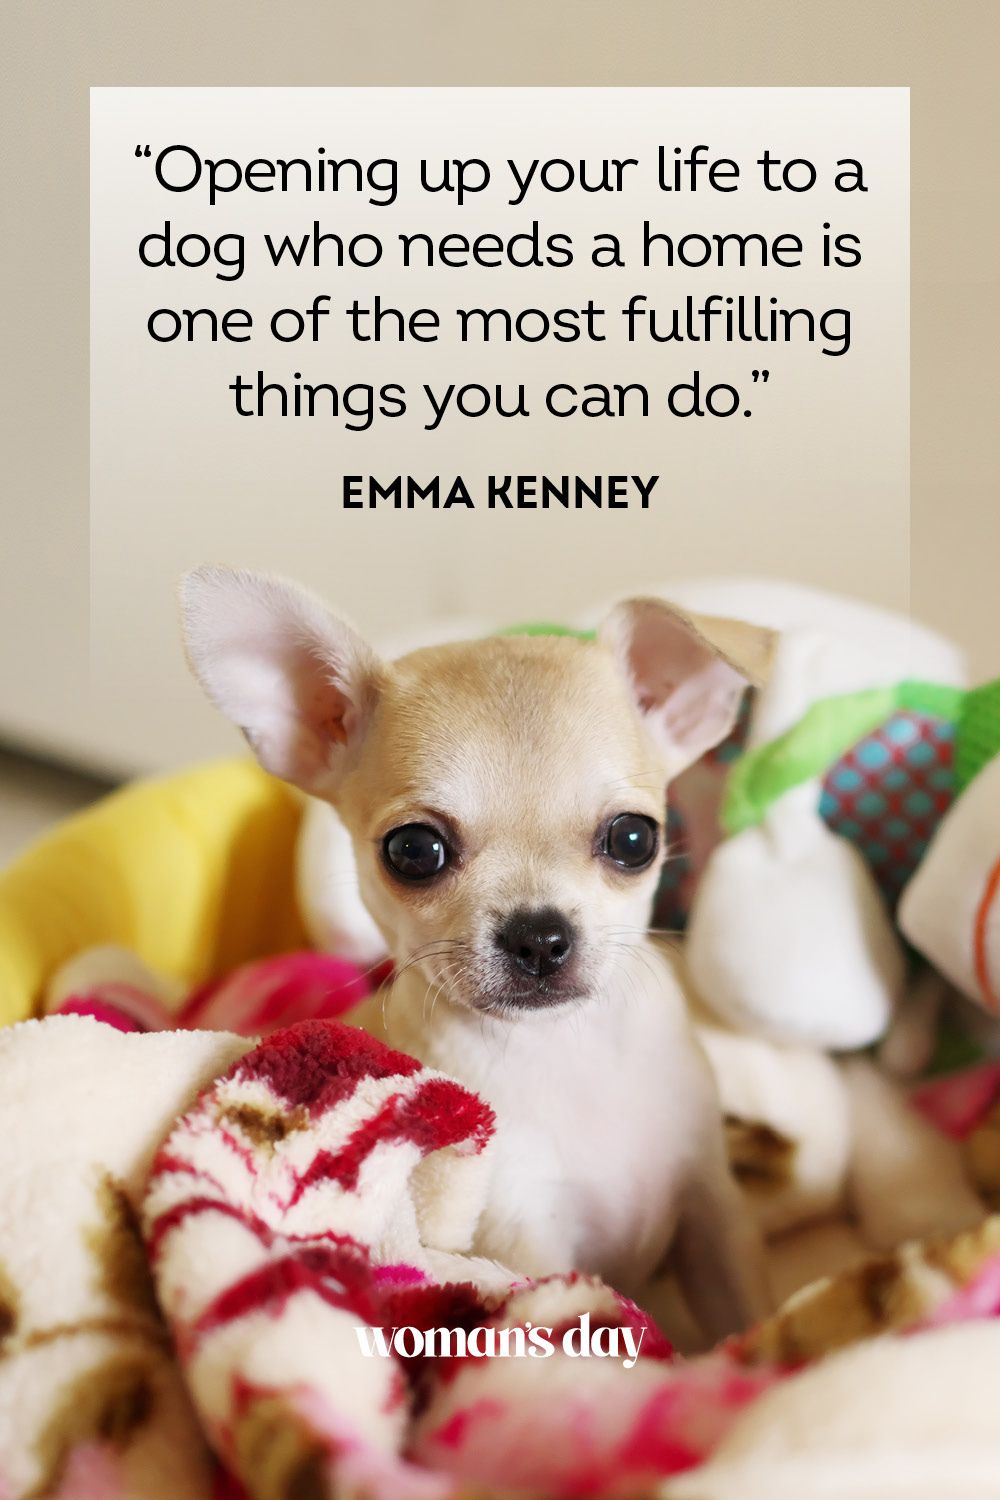 “Opening up your life to a
dog who needs a home is
one of the most fulfilling
things you can do.”
EMMA KENNEY
woman's day